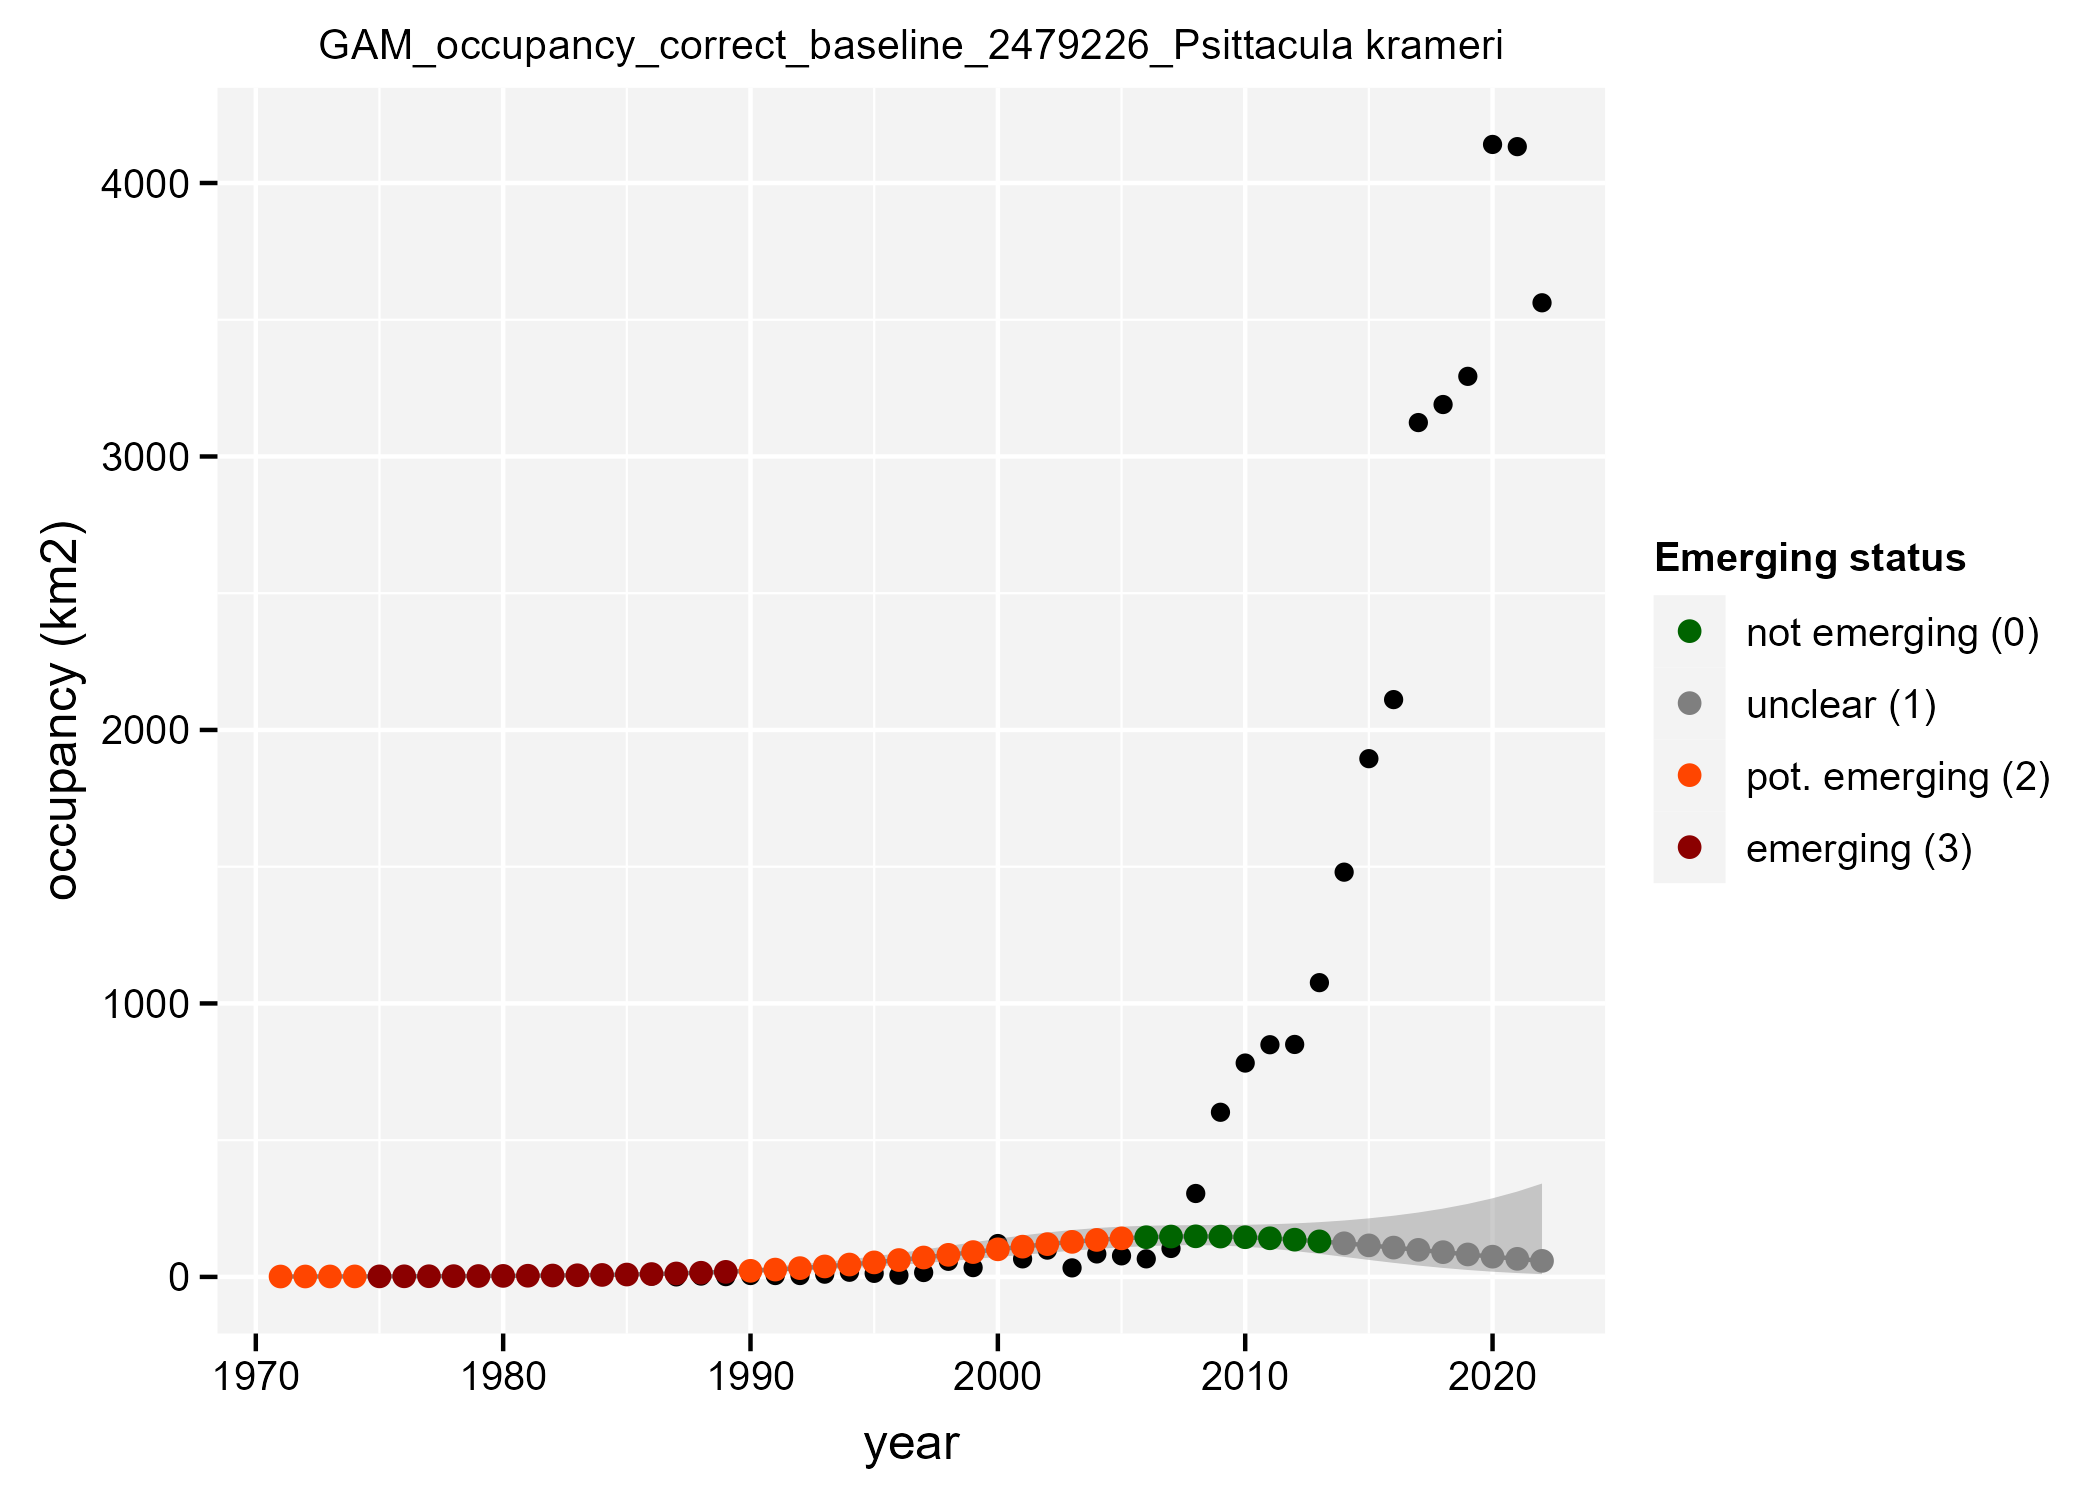 GAM_occupancy_correct_baseline_2479226_Psittacula krameri
occupancy (km2)
4000
3000
2000
1000
0
1970 1980 1990 2000 2010 2020
year
Emerging status
not emerging (0)
unclear (1)
pot. emerging (2)
emerging (3)